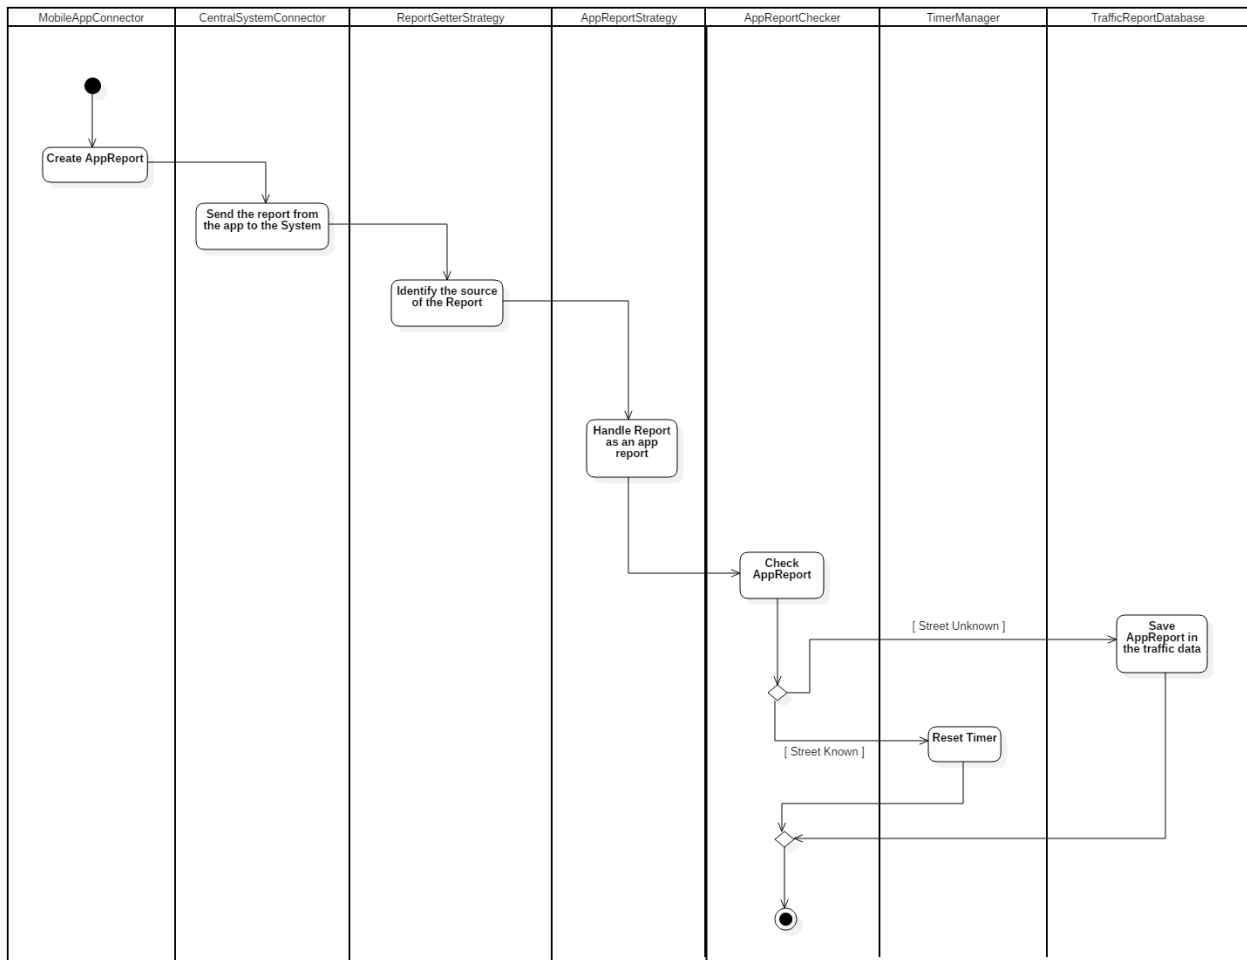 MobileAppConnector
CentralSystemConnector
ReportGetterStrategy
AppReportStrategy
AppReportChecker
TimerManager
TrafficReportDatabase
Create AppReport
Send the report from
the app to the System
Identify the source
of the Report
Handle Report
as an app
report
Check
AppReport
[ Street Unknown ]
Save
AppReport in
the traffic data
Reset Timer
[ Street Known ]